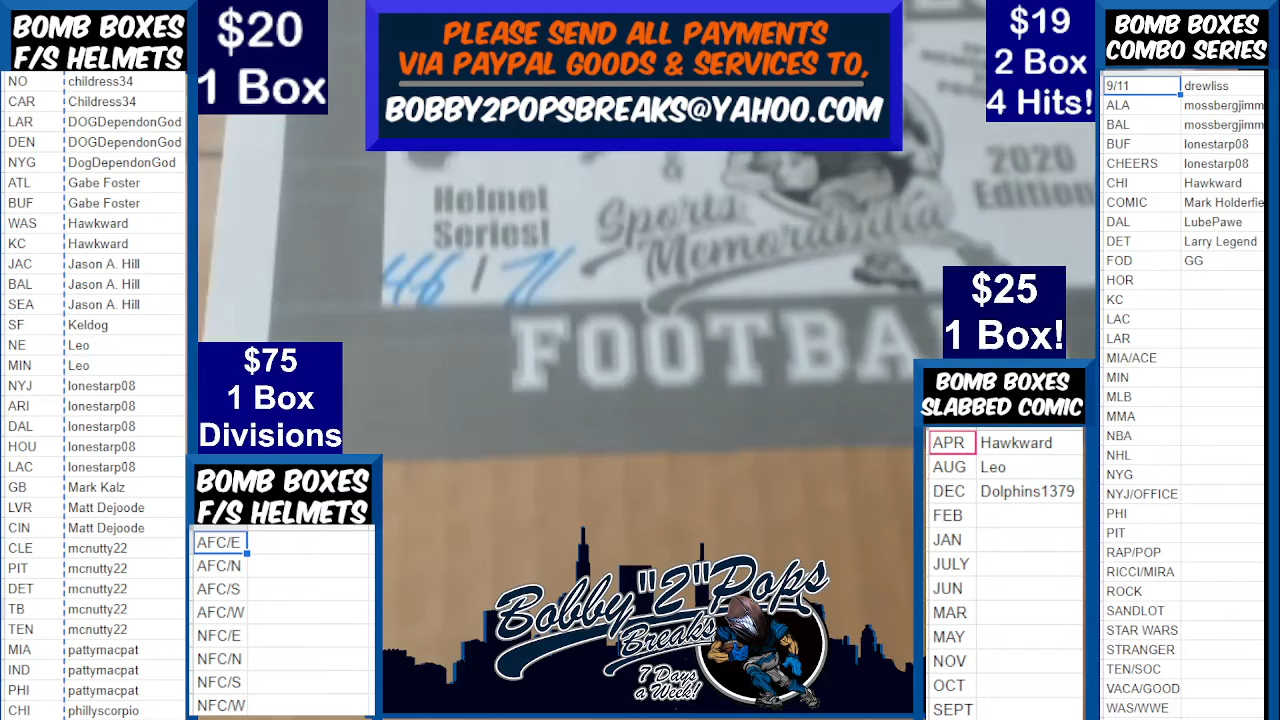 BOMB BOXES
F/S HELMETS
NO childress34
CAR Childress34
LAR DOGDependonGod
DEN DOGDependonGod
NYG DogDependonGod
ATL Gabe Foster
BUF Gabe Foster
WAS Hawkward
KC Hawkward
JAC Jason A. Hill
BAL Jason A. Hill
SEA Jason A. Hill
SF Keldog
NE Leo
MIN Leo
NYJ lonestarp08
ARI lonestarp08
DAL lonestarp08
HOU lonestarp08
LAC lonestarp08
GB Mark Kalz
LVR Matt Dejoode
CIN Matt Dejoode
CLE mcnutty22
PIT mcnutty22
DET mcnutty22
TB mcnutty22
TEN mcnutty22
MIA pattymacpat
IND pattymacpat
PHI pattymacpat
CHI phillyscorpio
$20
1 Box
PLEASE SEND ALL PAYMENTS
VIA PAYPAL GOODS & SERVICES TO,
BOBBY2POPSBREAKS@YAHOO.COM
$19
2 Box
4 Hits!
&
2020
Edition
Helmet
Series!
Sports
Memorabilia
46 / 71
FOOTBA
$75
1 Box
Divisions
BOMB BOXES
F/S HELMETS
AFC/E
AFC/N
AFC/S
AFC/W
NFC/E
NFC/N
NFC/S
NFC/W
Bobby "2" Pops
Breaks
7 Days
a Week!
$25
1 Box!
BOMB BOXES
SLABBED COMIC
APR Hawkward
AUG Leo
DEC Dolphins1379
FEB
JAN
JULY
JUN
MAR
MAY
NOV
OCT
SEPT
BOMB BOXES
COMBO SERIES
9/11 drewliss
ALA mossbergjimm
BAL mossbergjimm
BUF lonestarp08
CHEERS lonestarp08
CHI Hawkward
COMIC Mark Holderfie
DAL LubePawe
DET Larry Legend
FOD GG
HOR
KC
LAC
LAR
MIA/ACE
MIN
MLB
MMA
NBA
NHL
NYG
NYJ/OFFICE
PHI
PIT
RAP/POP
RICCI/MIRA
ROCK
SANDLOT
STAR WARS
STRANGER
TEN/SOC
VACA/GOOD
WAS/WWE